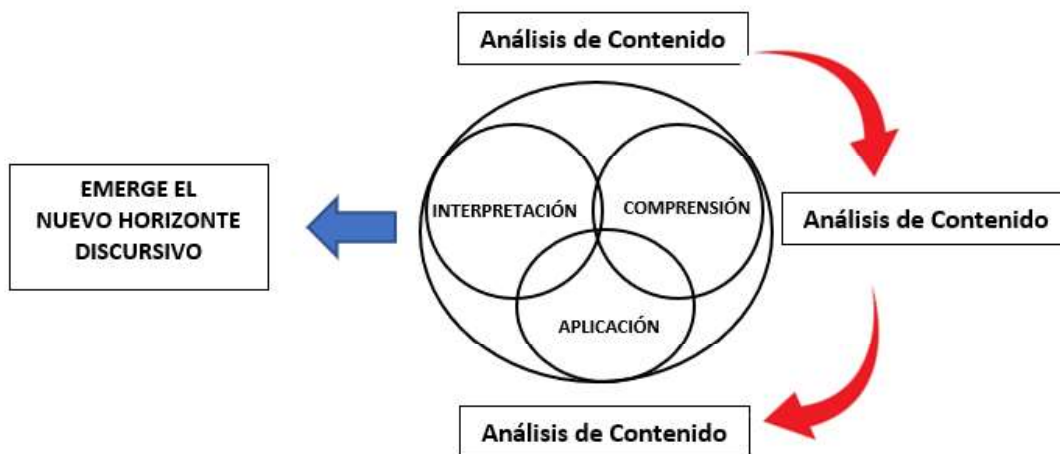 Análisis de Contenido
EMERGE EL
NUEVO HORIZONTE
DISCURSIVO
INTERPRETACIÓN
COMPRENSIÓN
Análisis de Contenido
APLICACIÓN
Análisis de Contenido